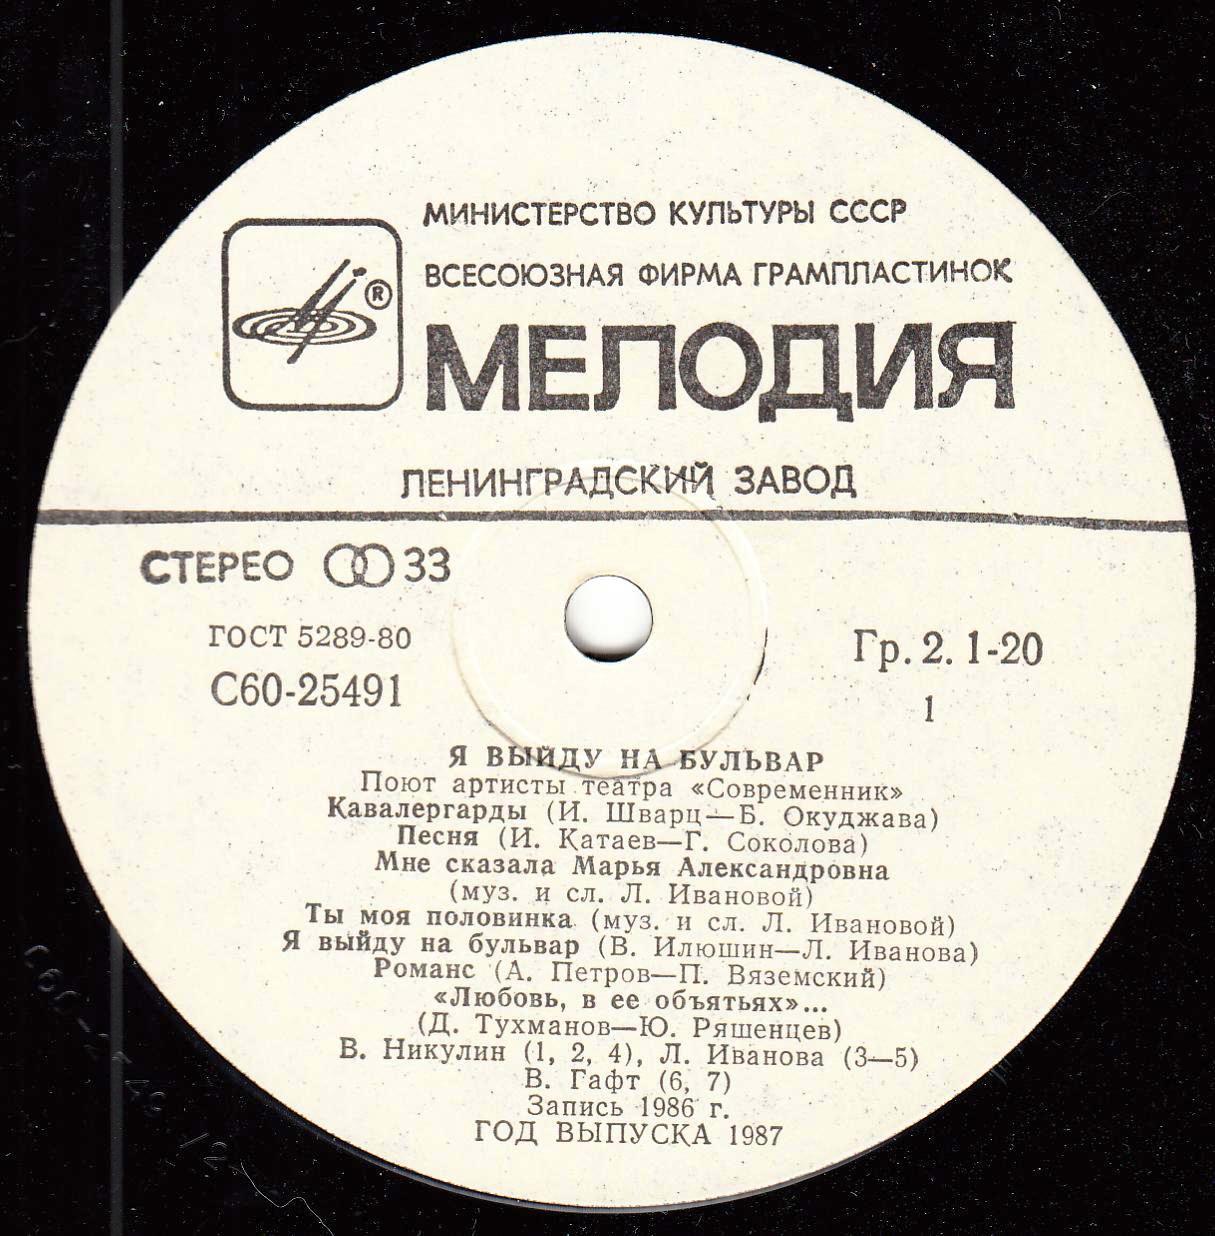 МИНИСТЕРСТВО КУЛЬТУРЫ СССР
ВСЕСОЮЗНАЯ ФИРМА ГРАМПЛАСТИНОК
®
МЕЛОДИЯ
ЛЕНИНГРАДСКИЙ ЗАВОД
СТЕРЕО 33
ГОСТ 5289-80
С60-25491
Гр. 2. 1-20
1
Я ВЫЙДУ НА БУЛЬВАР
Поют артисты театра «Современник»
Кавалергарды (И. Шварц—Б. Окуджава)
Песня (И. Катаев—Г. Соколова)
Мне сказала Марья Александровна
(муз. и сл. Л. Ивановой)
Ты моя половинка (муз. и сл. Л. Ивановой)
Я выйду на бульвар (В. Илюшин—Л. Иванова)
Романс (А. Петров—П. Вяземский)
«Любовь, в ее объятьях»...
(Д. Тухманов—Ю. Ряшенцев)
В. Никулин (1, 2, 4), Л. Иванова (3—5)
В. Гафт (6, 7)
Запись 1986 г.
ГОД ВЫПУСКА 1987